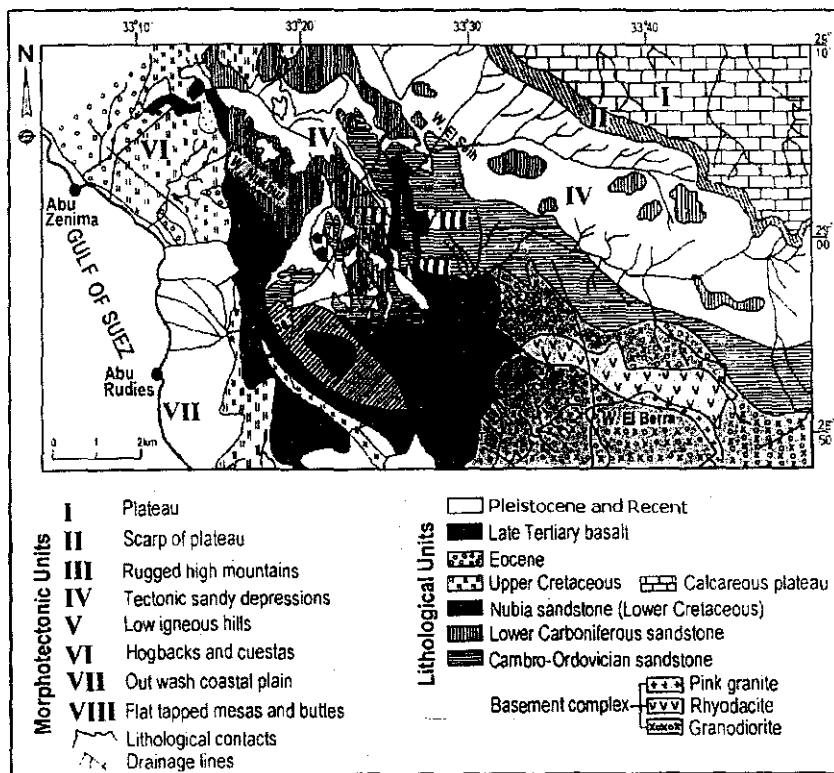 33°10'
33°20
33°30
33°40
N
25°
10'
I
II
VI
IV
W. El Seih
IV
Abu
Zenima
VIII
III
29°
00'
GULF OF SUEZ
Abu
Rudies
VII
W. El Berra
25°
50'
0 1 2km
Morphotectonic Units
I Plateau
II Scarp of plateau
III Rugged high mountains
IV Tectonic sandy depressions
V Low igneous hills
VI Hogbacks and cuestas
VII Out wash coastal plain
VIII Flat tapped mesas and buttes
Lithological contacts
Drainage lines
Lithological Units
Pleistocene and Recent
Late Tertiary basalt
Eocene
Upper Cretaceous Calcareous plateau
Nubia sandstone (Lower Cretaceous)
Lower Carboniferous sandstone
Cambro-Ordovician sandstone
Basement complex
Pink granite
Rhyodacite
Granodiorite